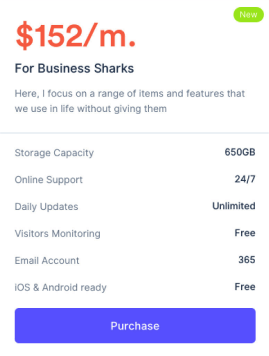 New
$152/m.
For Business Sharks
Here, I focus on a range of items and features that
we use in life without giving them
Storage Capacity 650GB
Online Support 24/7
Daily Updates Unlimited
Visitors Monitoring Free
Email Account 365
iOS & Android ready Free
Purchase